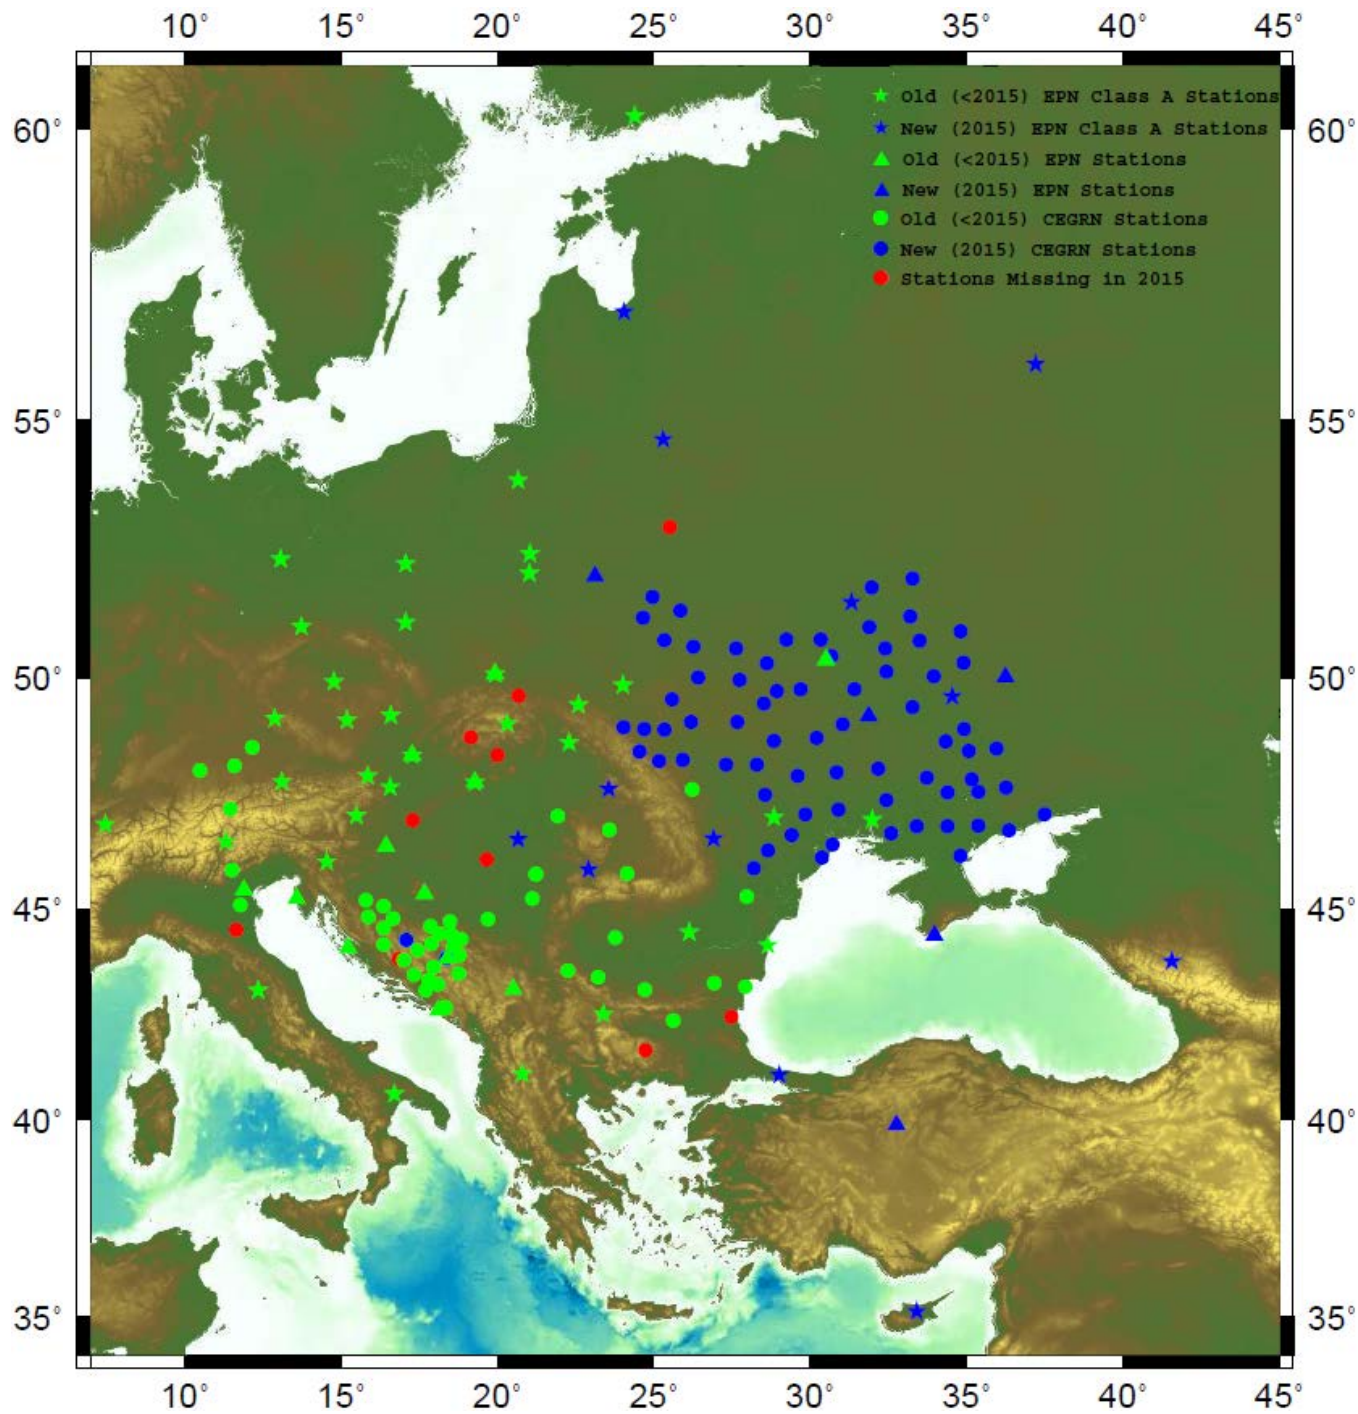 10° 15° 20° 25° 30° 35° 40° 45°
Old (<2015) EPN Class A Stations
60° 60°
New (2015) EPN Class A Stations
Old (<2015) EPN Stations
New (2015) EPN Stations
Old (<2015) CEGRN Stations
New (2015) CEGRN Stations
Stations Missing in 2015
55° 55°
50° 50°
45° 45°
40° 40°
35° 35°
10° 15° 20° 25° 30° 35° 40° 45°